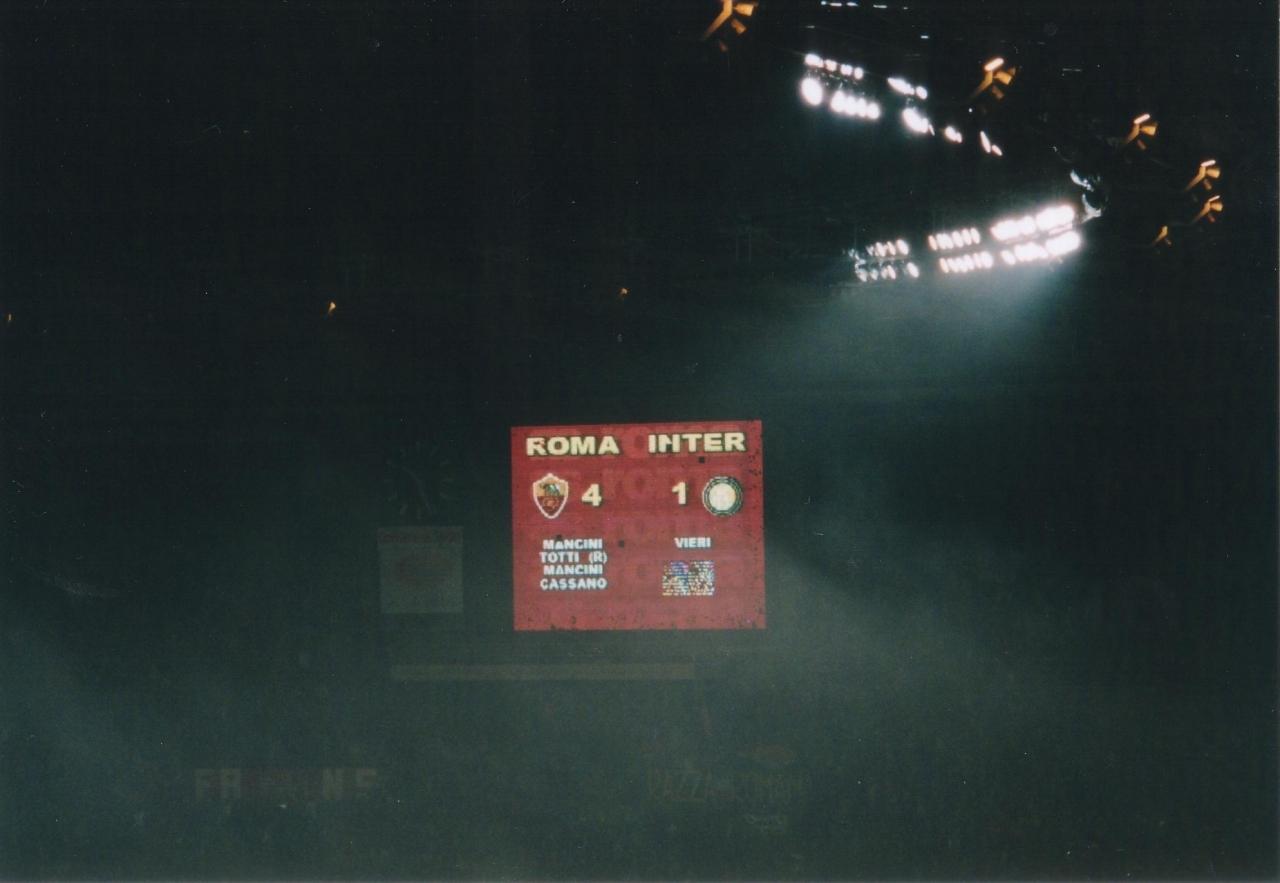 ROMA INTER
4 1
MANCINI VIERI
TOTTI (R)
MANCINI
CASSANO